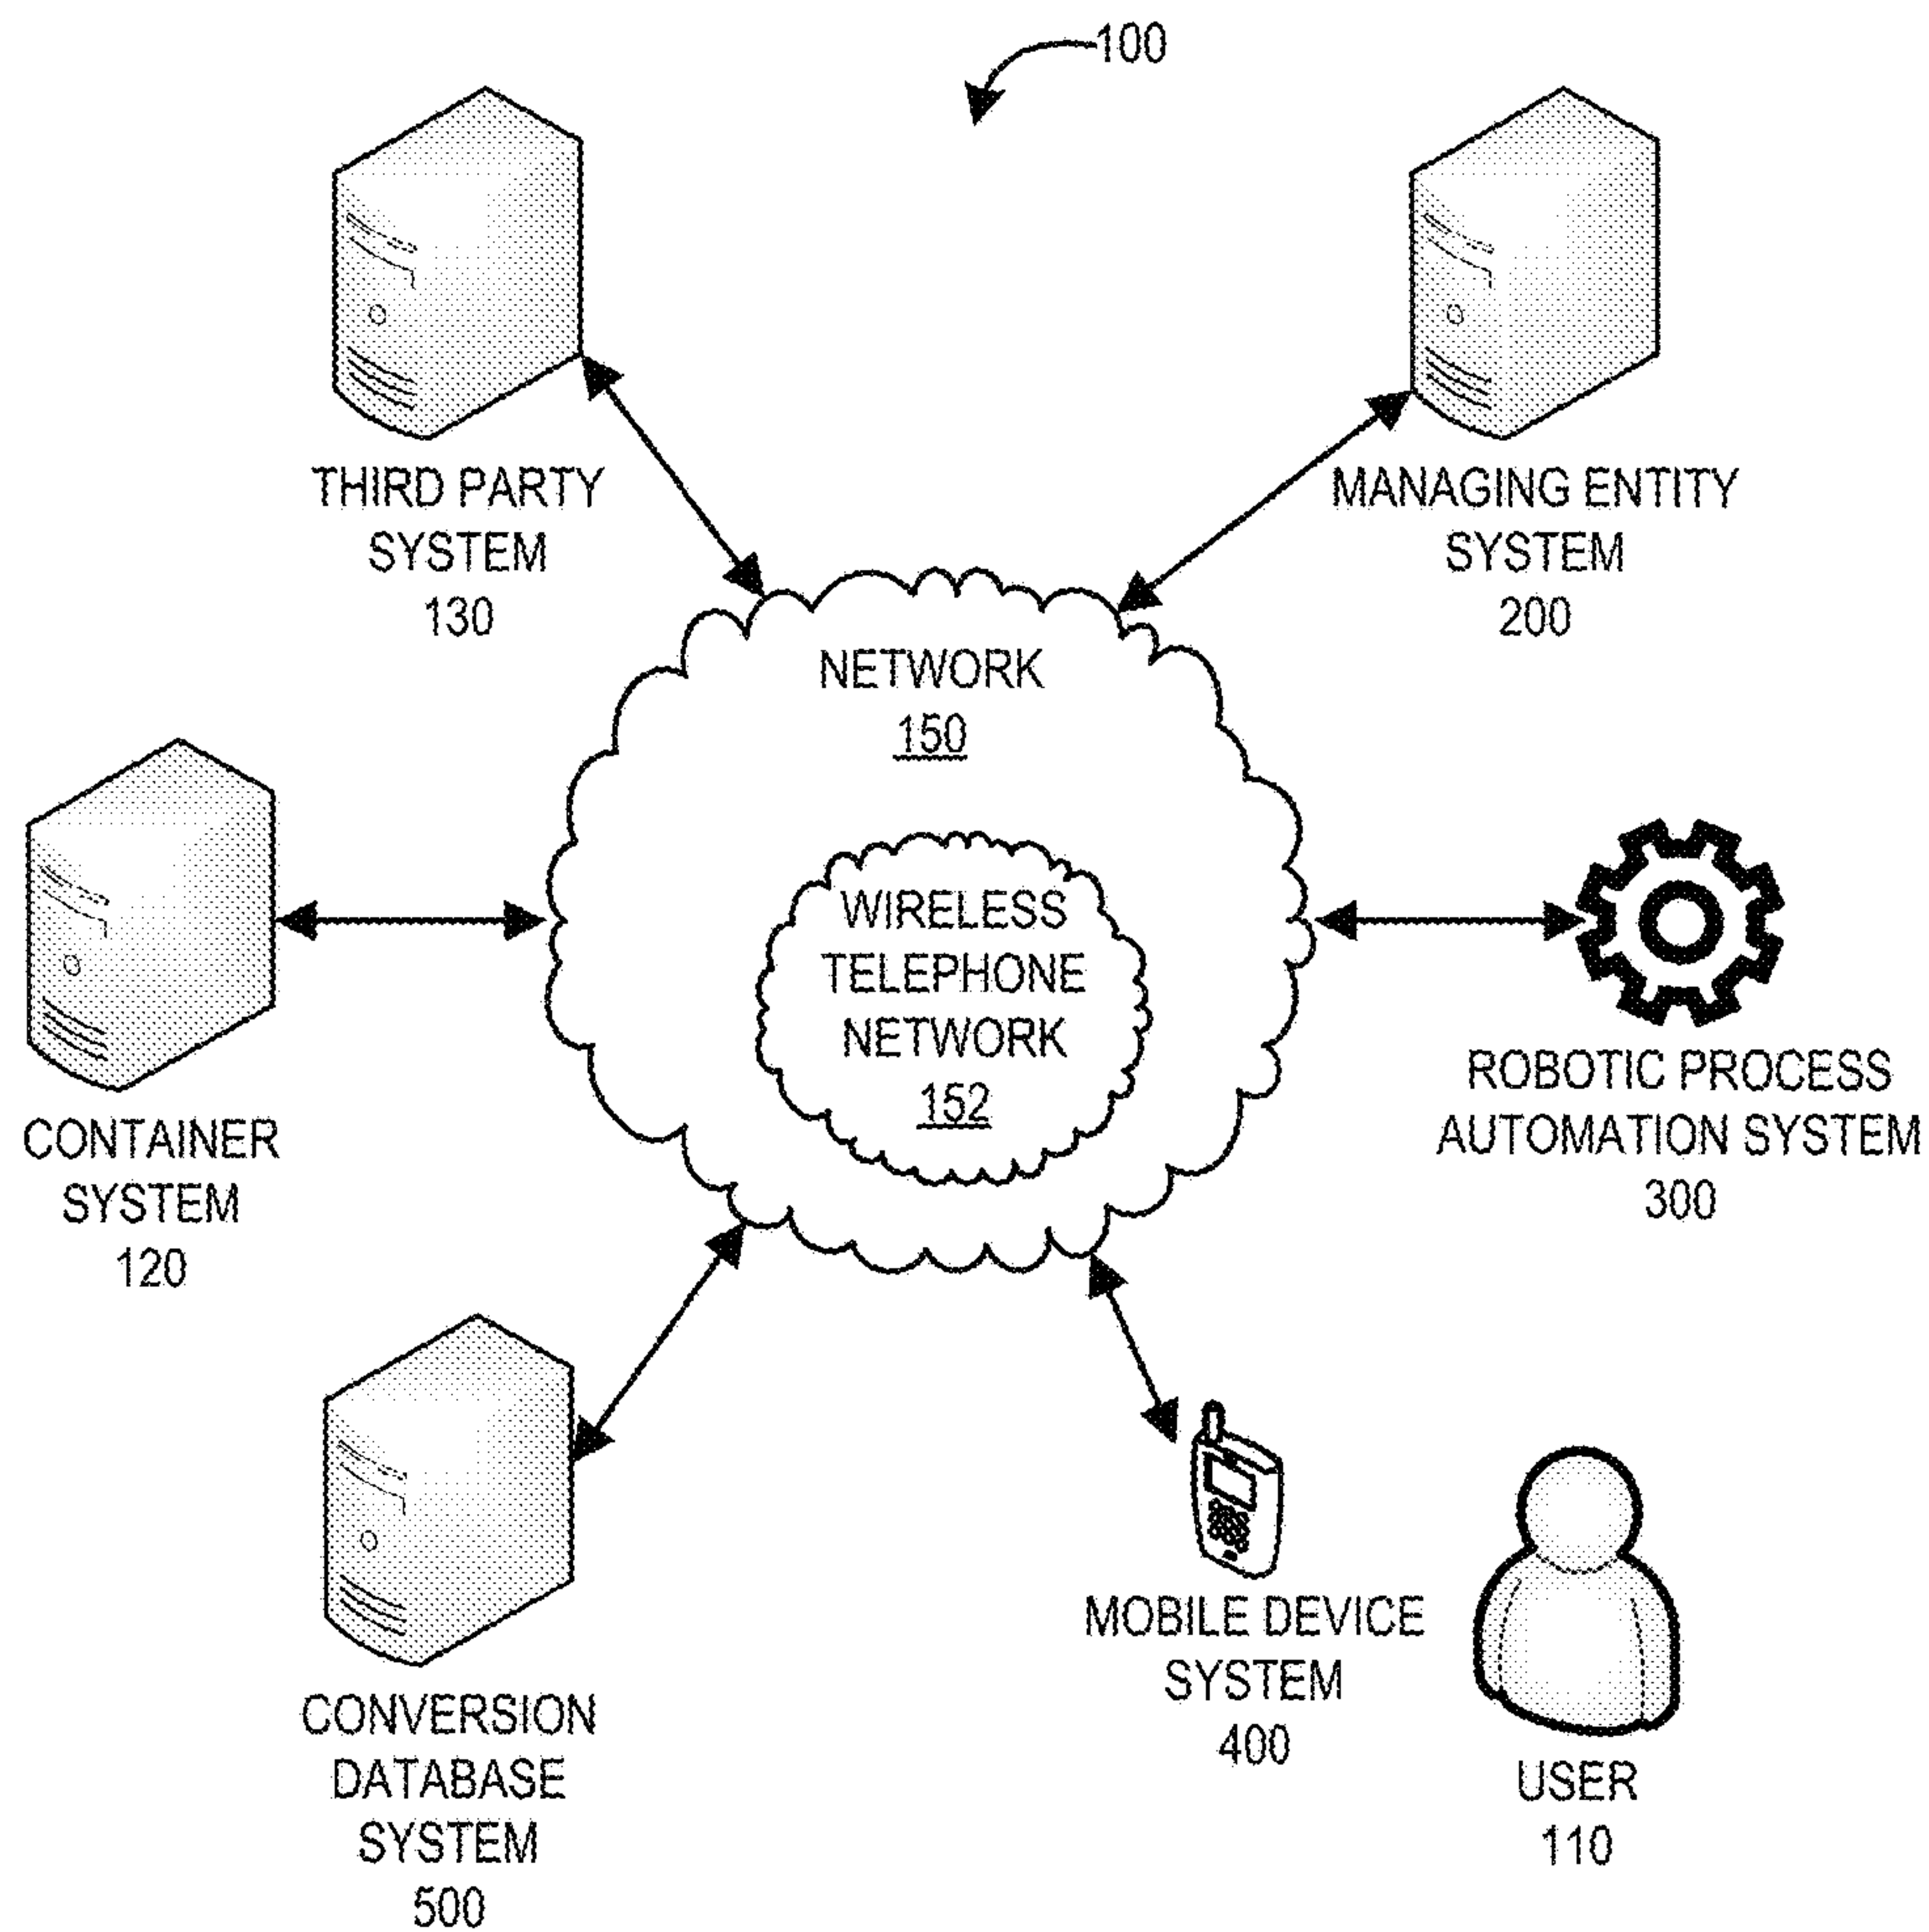 100
THIRD PARTY
SYSTEM
130
MANAGING ENTITY
SYSTEM
200
NETWORK
150
WIRELESS
TELEPHONE
NETWORK
152
CONTAINER
SYSTEM
120
ROBOTIC PROCESS
AUTOMATION SYSTEM
300
CONVERSION
DATABASE
SYSTEM
500
MOBILE DEVICE
SYSTEM
400
USER
110